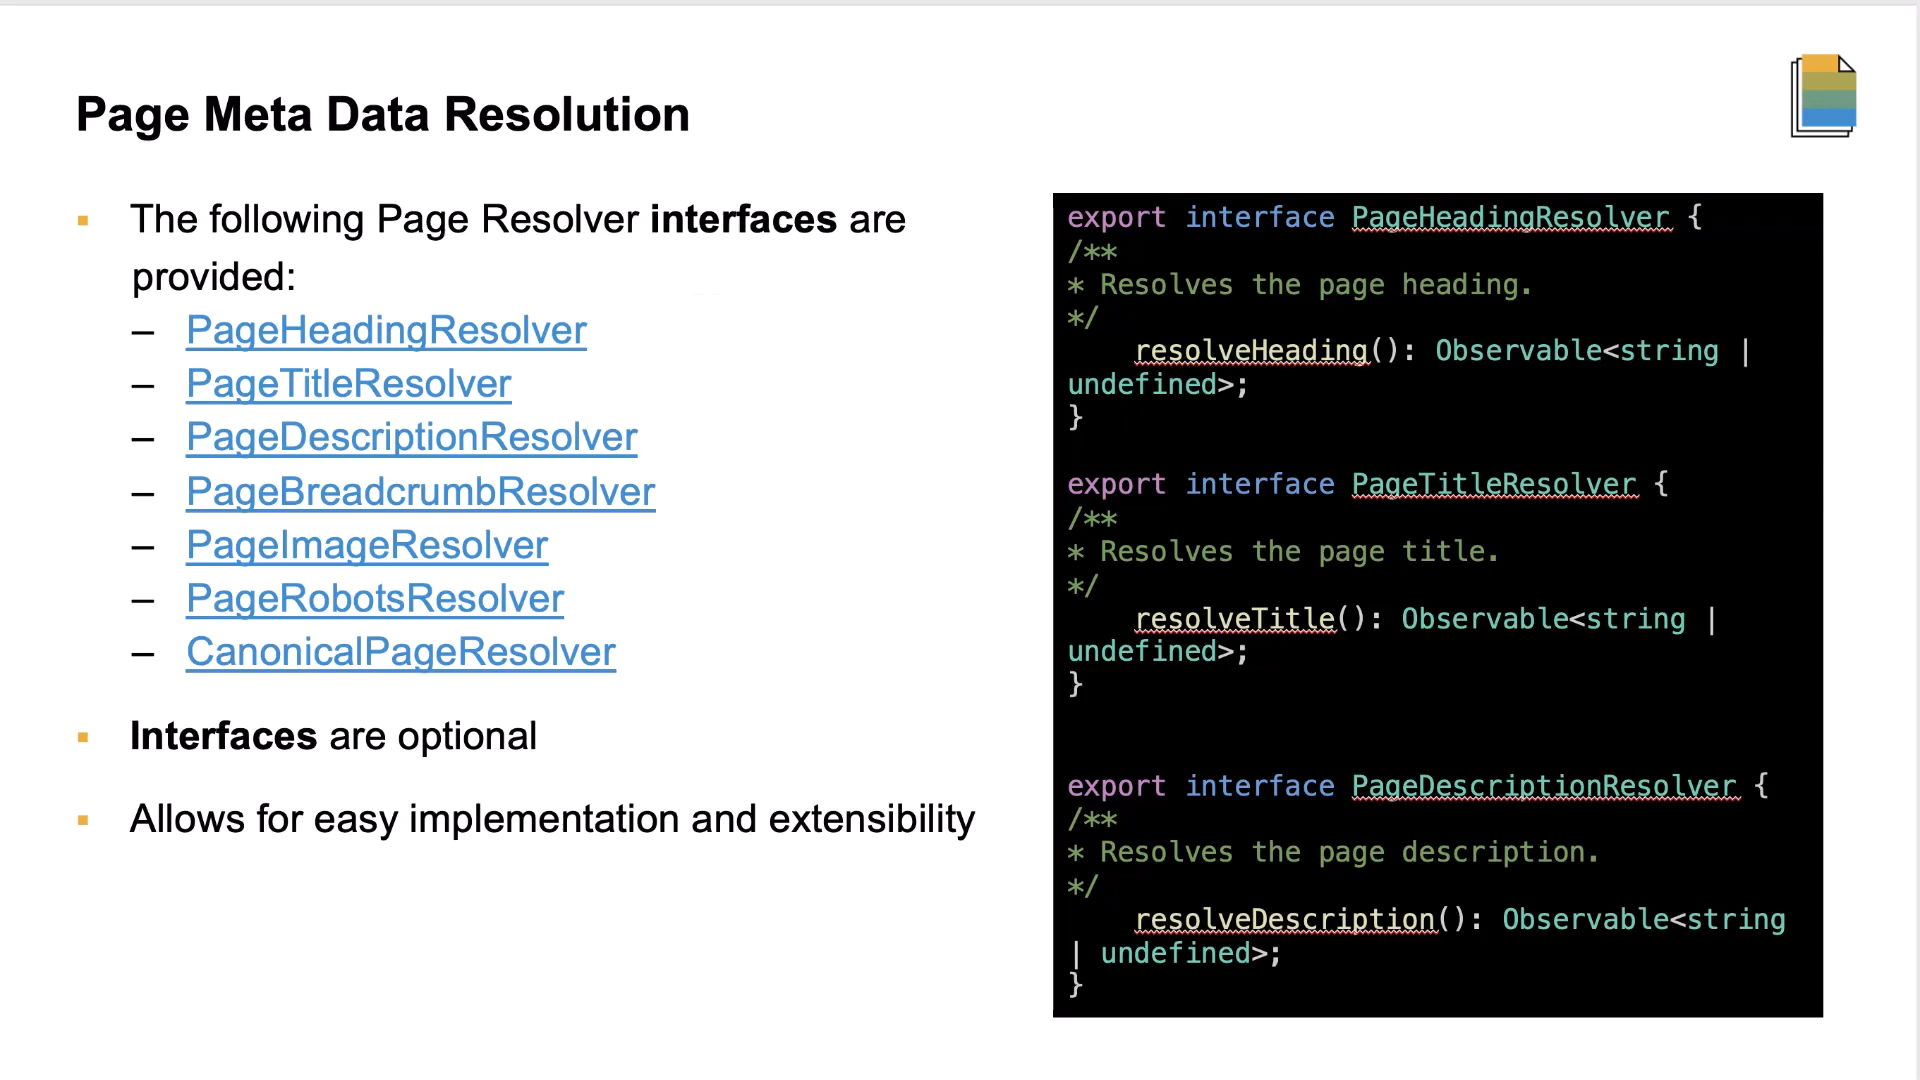 Page Meta Data Resolution
▪ The following Page Resolver interfaces are
provided:
– PageHeadingResolver
– PageTitleResolver
– PageDescriptionResolver
– PageBreadcrumbResolver
– PageImageResolver
– PageRobotsResolver
– CanonicalPageResolver
▪ Interfaces are optional
▪ Allows for easy implementation and extensibility
export interface PageHeadingResolver {
/**
* Resolves the page heading.
*/
    resolveHeading(): Observable<string |
undefined>;
}
export interface PageTitleResolver {
/**
* Resolves the page title.
*/
    resolveTitle(): Observable<string |
undefined>;
}
export interface PageDescriptionResolver {
/**
* Resolves the page description.
*/
    resolveDescription(): Observable<string
| undefined>;
}